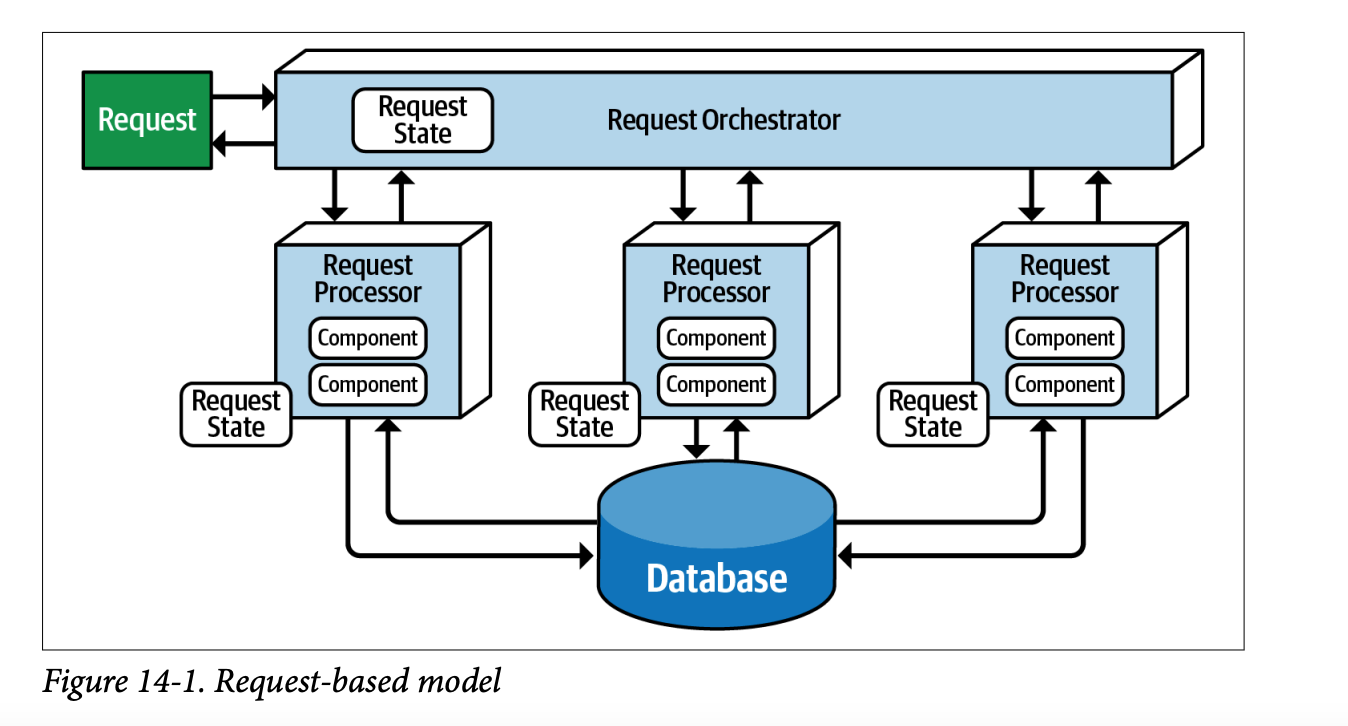 Request
Request
State
Request Orchestrator
Request
Processor
Component
Component
Request
State
Request
Processor
Component
Component
Request
State
Request
Processor
Component
Component
Request
State
Database
Figure 14-1. Request-based model